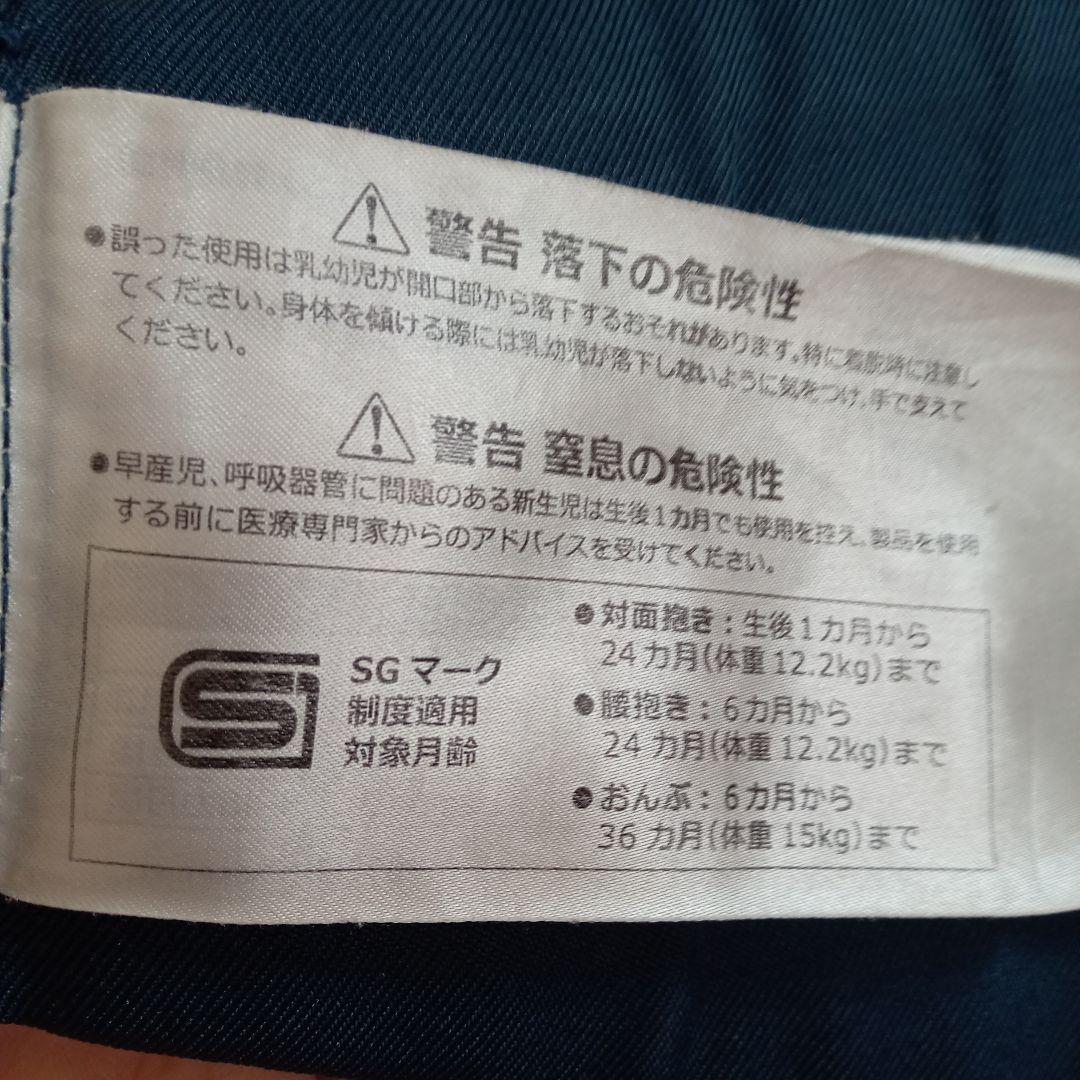 警告 落下の危険性
●誤った使用は乳幼児が開口部から落下するおそれがあります。特に着脱時に注意し
てください。身体を傾ける際には乳幼児が落下しないように気をつけ、手で支えて
ください。
警告 窒息の危険性
●早産児、呼吸器管に問題のある新生児は生後1カ月でも使用を控え、製品を使用
する前に医療専門家からのアドバイスを受けてください。
SG マーク
制度適用
対象月齢
●対面抱き：生後1カ月から
24カ月(体重12.2kg)まで
●腰抱き：6カ月から
24カ月(体重12.2kg)まで
●おんぶ：6カ月から
36カ月(体重15kg)まで